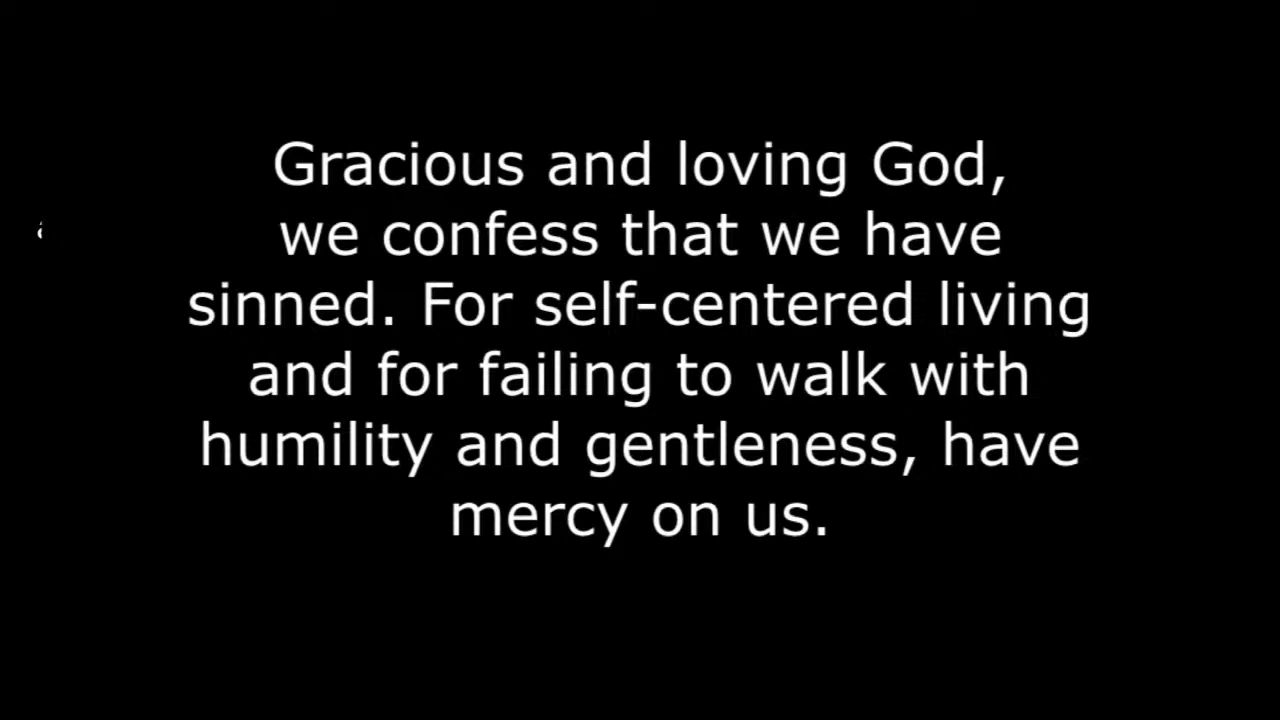 Gracious and loving God,
we confess that we have
sinned. For self-centered living
and for failing to walk with
humility and gentleness, have
mercy on us.